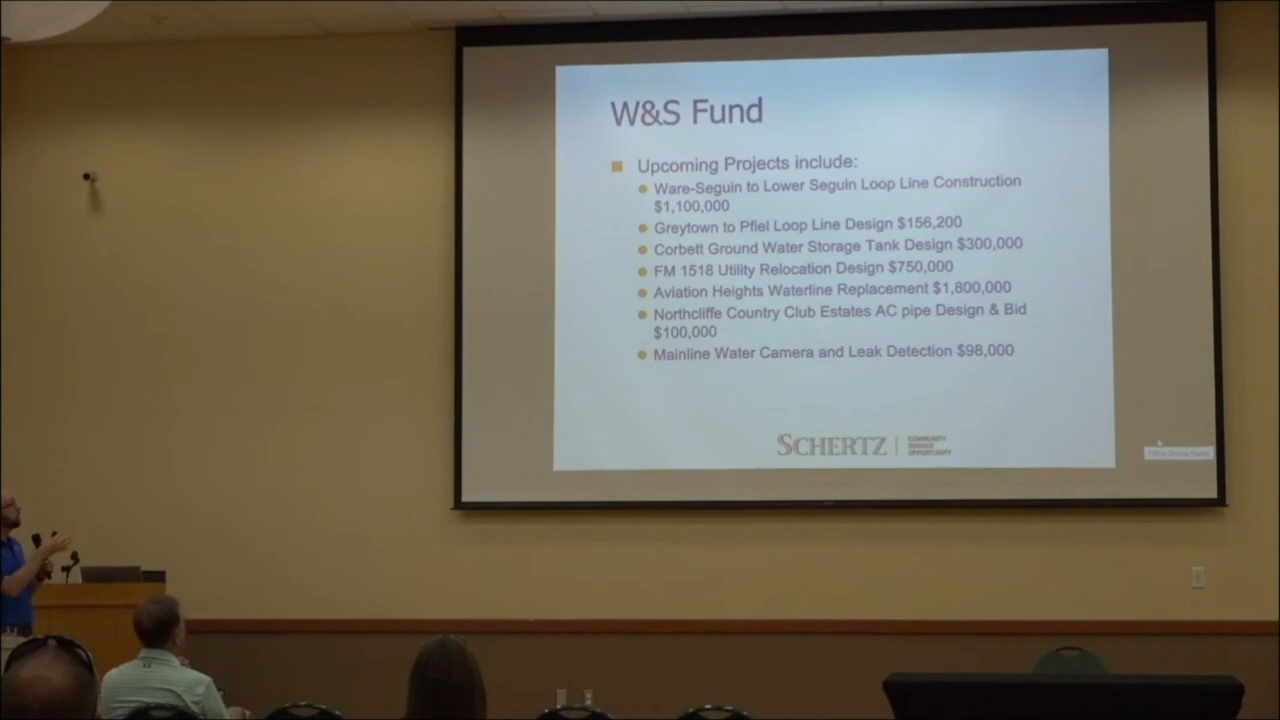 W&S Fund
Upcoming Projects include:
Ware-Seguin to Lower Seguin Loop Line Construction
$1,100,000
Greytown to Pfiel Loop Line Design $156,200
Corbett Ground Water Storage Tank Design $300,000
FM 1518 Utility Relocation Design $750,000
Aviation Heights Waterline Replacement $1,800,000
Northcliffe Country Club Estates AC pipe Design & Bid
$100,000
Mainline Water Camera and Leak Detection $98,000
SCHERTZ
COMMUNITY
SERVICE
OPPORTUNITY